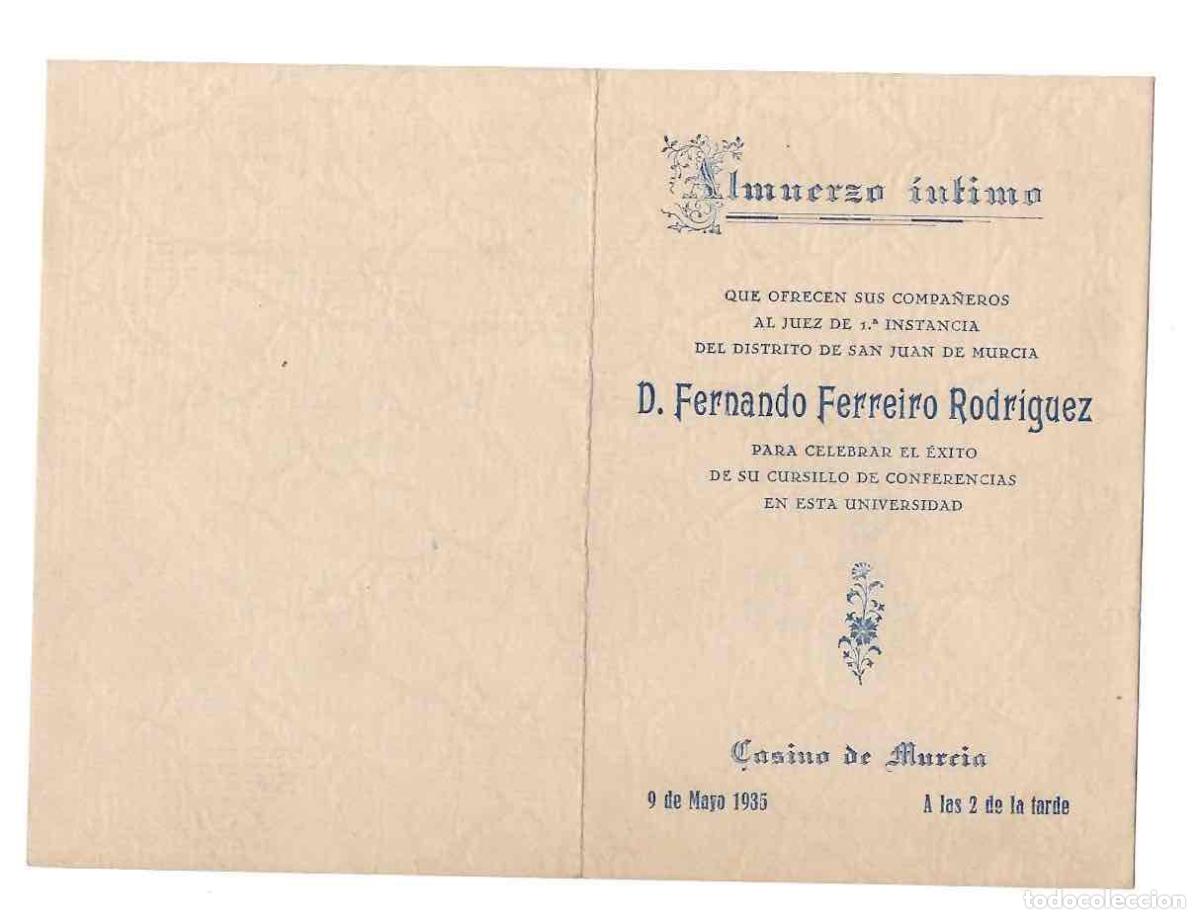 Almuerzo íntimo
QUE OFRECEN SUS COMPAÑEROS
AL JUEZ DE 1.ª INSTANCIA
DEL DISTRITO DE SAN JUAN DE MURCIA
D. Fernando Ferreiro Rodríguez
PARA CELEBRAR EL ÉXITO
DE SU CURSILLO DE CONFERENCIAS
EN ESTA UNIVERSIDAD
Casino de Murcia
9 de Mayo 1935 A las 2 de la tarde
todocoleccion